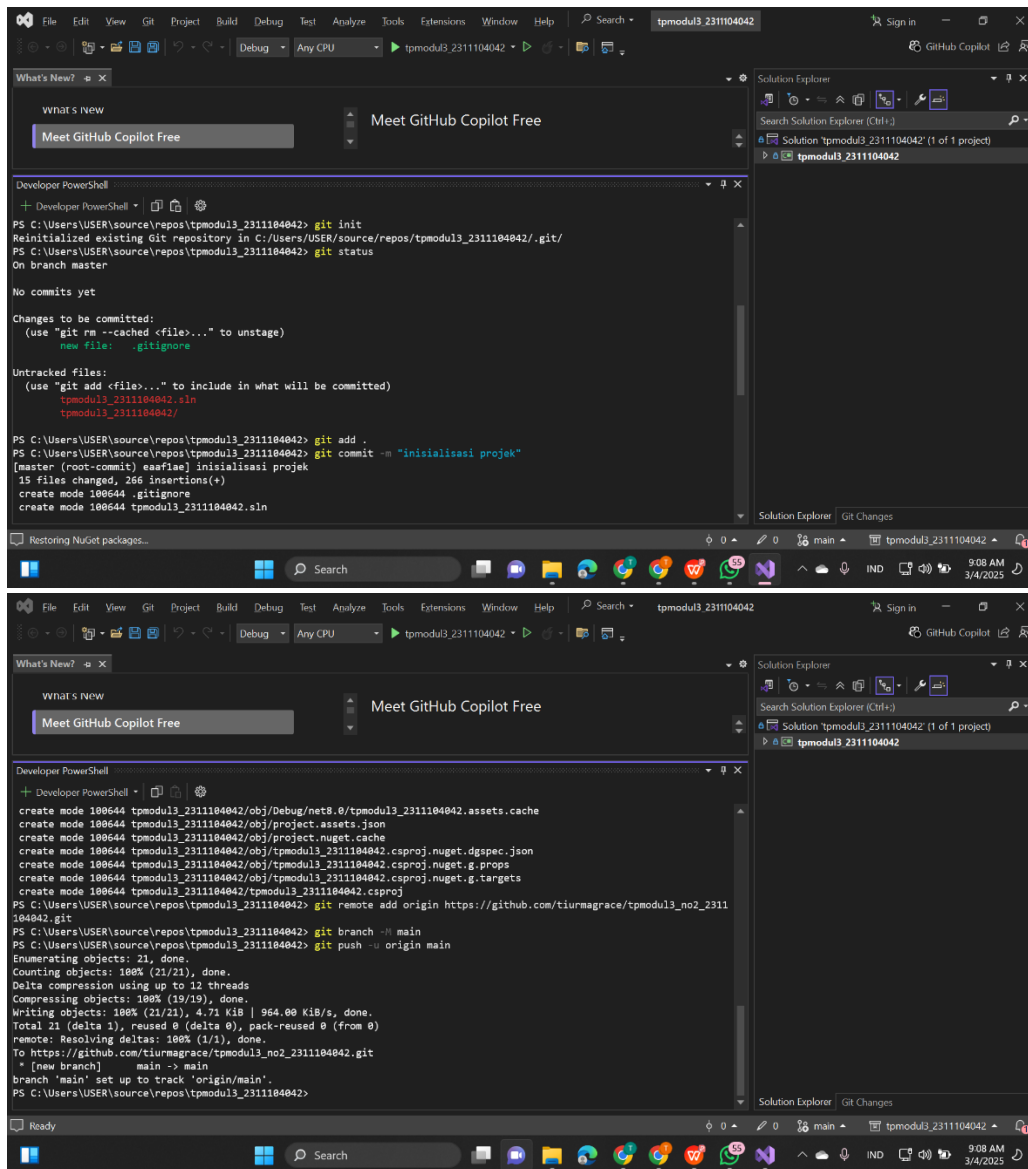 File Edit View Git Project Build Debug Test Analyze Tools Extensions Window Help Search tpmodul3_2311104042 Sign in
Debug Any CPU tpmodul3_2311104042 GitHub Copilot
What's New?
What's New
Meet GitHub Copilot Free
Meet GitHub Copilot Free
Developer PowerShell
Developer PowerShell
PS C:\Users\USER\source\repos\tpmodul3_2311104042> git init
Reinitialized existing Git repository in C:/Users/USER/source/repos/tpmodul3_2311104042/.git/
PS C:\Users\USER\source\repos\tpmodul3_2311104042> git status
On branch master
No commits yet
Changes to be committed:
(use "git rm --cached <file>..." to unstage)
new file: .gitignore
Untracked files:
(use "git add <file>..." to include in what will be committed)
tpmodul3_2311104042.sln
tpmodul3_2311104042/
PS C:\Users\USER\source\repos\tpmodul3_2311104042> git add .
PS C:\Users\USER\source\repos\tpmodul3_2311104042> git commit -m "inisialisasi projek"
[master (root-commit) eaaf1ae] inisialisasi projek
15 files changed, 266 insertions(+)
create mode 100644 .gitignore
create mode 100644 tpmodul3_2311104042.sln
Solution Explorer
Search Solution Explorer (Ctrl+;)
Solution 'tpmodul3_2311104042' (1 of 1 project)
tpmodul3_2311104042
Solution Explorer Git Changes
Restoring NuGet packages... 0 0 main tpmodul3_2311104042 1
Search 55 IND 9:08 AM
3/4/2025
File Edit View Git Project Build Debug Test Analyze Tools Extensions Window Help Search tpmodul3_2311104042 Sign in
Debug Any CPU tpmodul3_2311104042 GitHub Copilot
What's New?
What's New
Meet GitHub Copilot Free
Meet GitHub Copilot Free
Developer PowerShell
Developer PowerShell
create mode 100644 tpmodul3_2311104042/obj/Debug/net8.0/tpmodul3_2311104042.assets.cache
create mode 100644 tpmodul3_2311104042/obj/project.assets.json
create mode 100644 tpmodul3_2311104042/obj/project.nuget.cache
create mode 100644 tpmodul3_2311104042/obj/tpmodul3_2311104042.csproj.nuget.dgspec.json
create mode 100644 tpmodul3_2311104042/obj/tpmodul3_2311104042.csproj.nuget.g.props
create mode 100644 tpmodul3_2311104042/obj/tpmodul3_2311104042.csproj.nuget.g.targets
create mode 100644 tpmodul3_2311104042/tpmodul3_2311104042.csproj
PS C:\Users\USER\source\repos\tpmodul3_2311104042> git remote add origin https://github.com/tiurmagrace/tpmodul3_no2_2311
104042.git
PS C:\Users\USER\source\repos\tpmodul3_2311104042> git branch -M main
PS C:\Users\USER\source\repos\tpmodul3_2311104042> git push -u origin main
Enumerating objects: 21, done.
Counting objects: 100% (21/21), done.
Delta compression using up to 12 threads
Compressing objects: 100% (19/19), done.
Writing objects: 100% (21/21), 4.71 KiB | 964.00 KiB/s, done.
Total 21 (delta 1), reused 0 (delta 0), pack-reused 0 (from 0)
remote: Resolving deltas: 100% (1/1), done.
To https://github.com/tiurmagrace/tpmodul3_no2_2311104042.git
* [new branch] main -> main
branch 'main' set up to track 'origin/main'.
PS C:\Users\USER\source\repos\tpmodul3_2311104042>
Solution Explorer
Search Solution Explorer (Ctrl+;)
Solution 'tpmodul3_2311104042' (1 of 1 project)
tpmodul3_2311104042
Solution Explorer Git Changes
Ready 0 0 main tpmodul3_2311104042 1
Search 55 IND 9:08 AM
3/4/2025